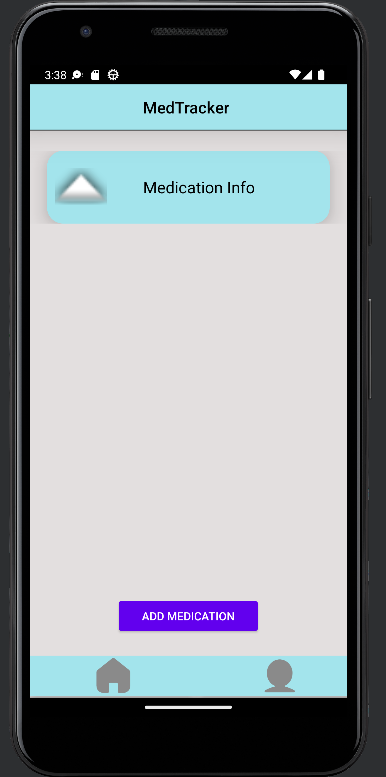 3:38
MedTracker
Medication Info
ADD MEDICATION